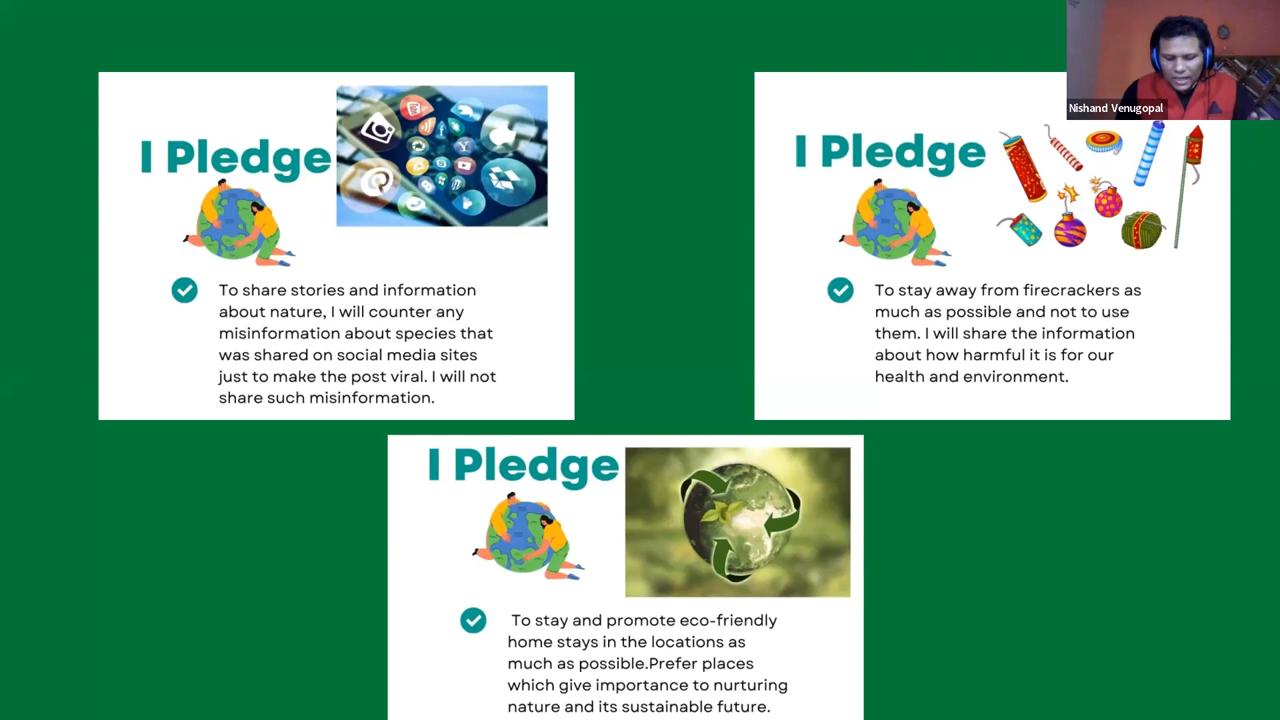 Nishand Venugopal
I Pledge
To share stories and information
about nature, I will counter any
misinformation about species that
was shared on social media sites
just to make the post viral. I will not
share such misinformation.
I Pledge
To stay away from firecrackers as
much as possible and not to use
them. I will share the information
about how harmful it is for our
health and environment.
I Pledge
To stay and promote eco-friendly
home stays in the locations as
much as possible.Prefer places
which give importance to nurturing
nature and its sustainable future.